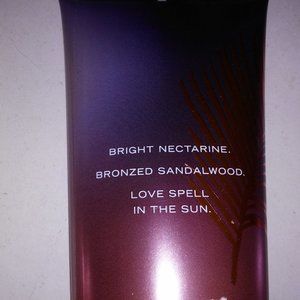 BRIGHT NECTARINE.
BRONZED SANDALWOOD.
LOVE SPELL
IN THE SUN.